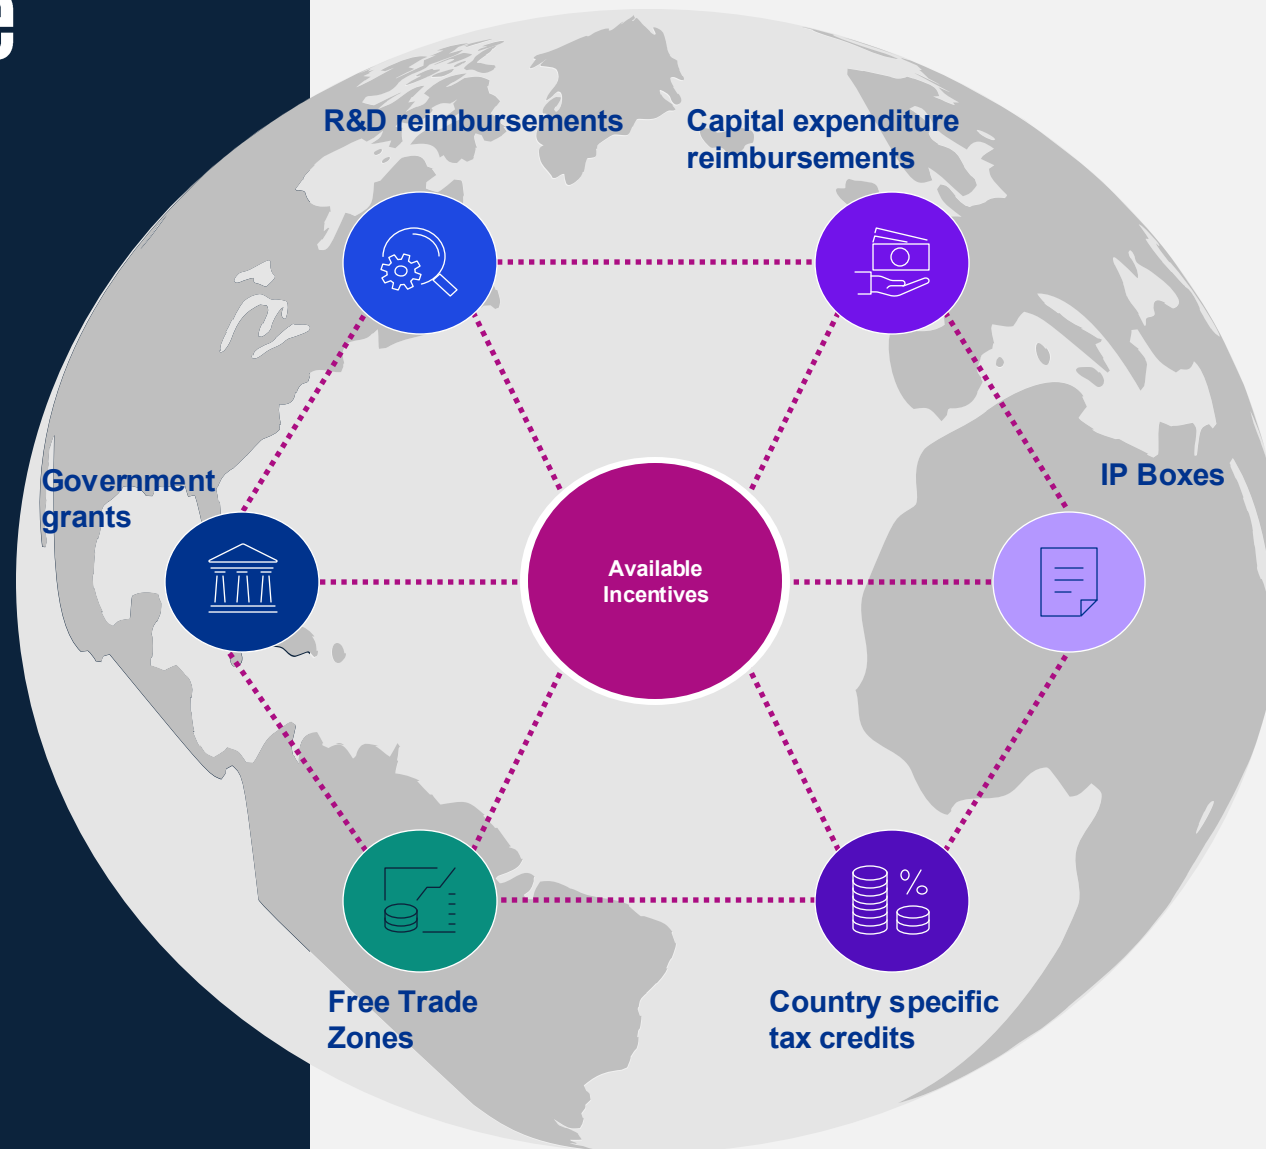 R&D reimbursements
Capital expenditure
reimbursements
Government
grants
IP Boxes
Available
Incentives
Free Trade
Zones
Country specific
tax credits